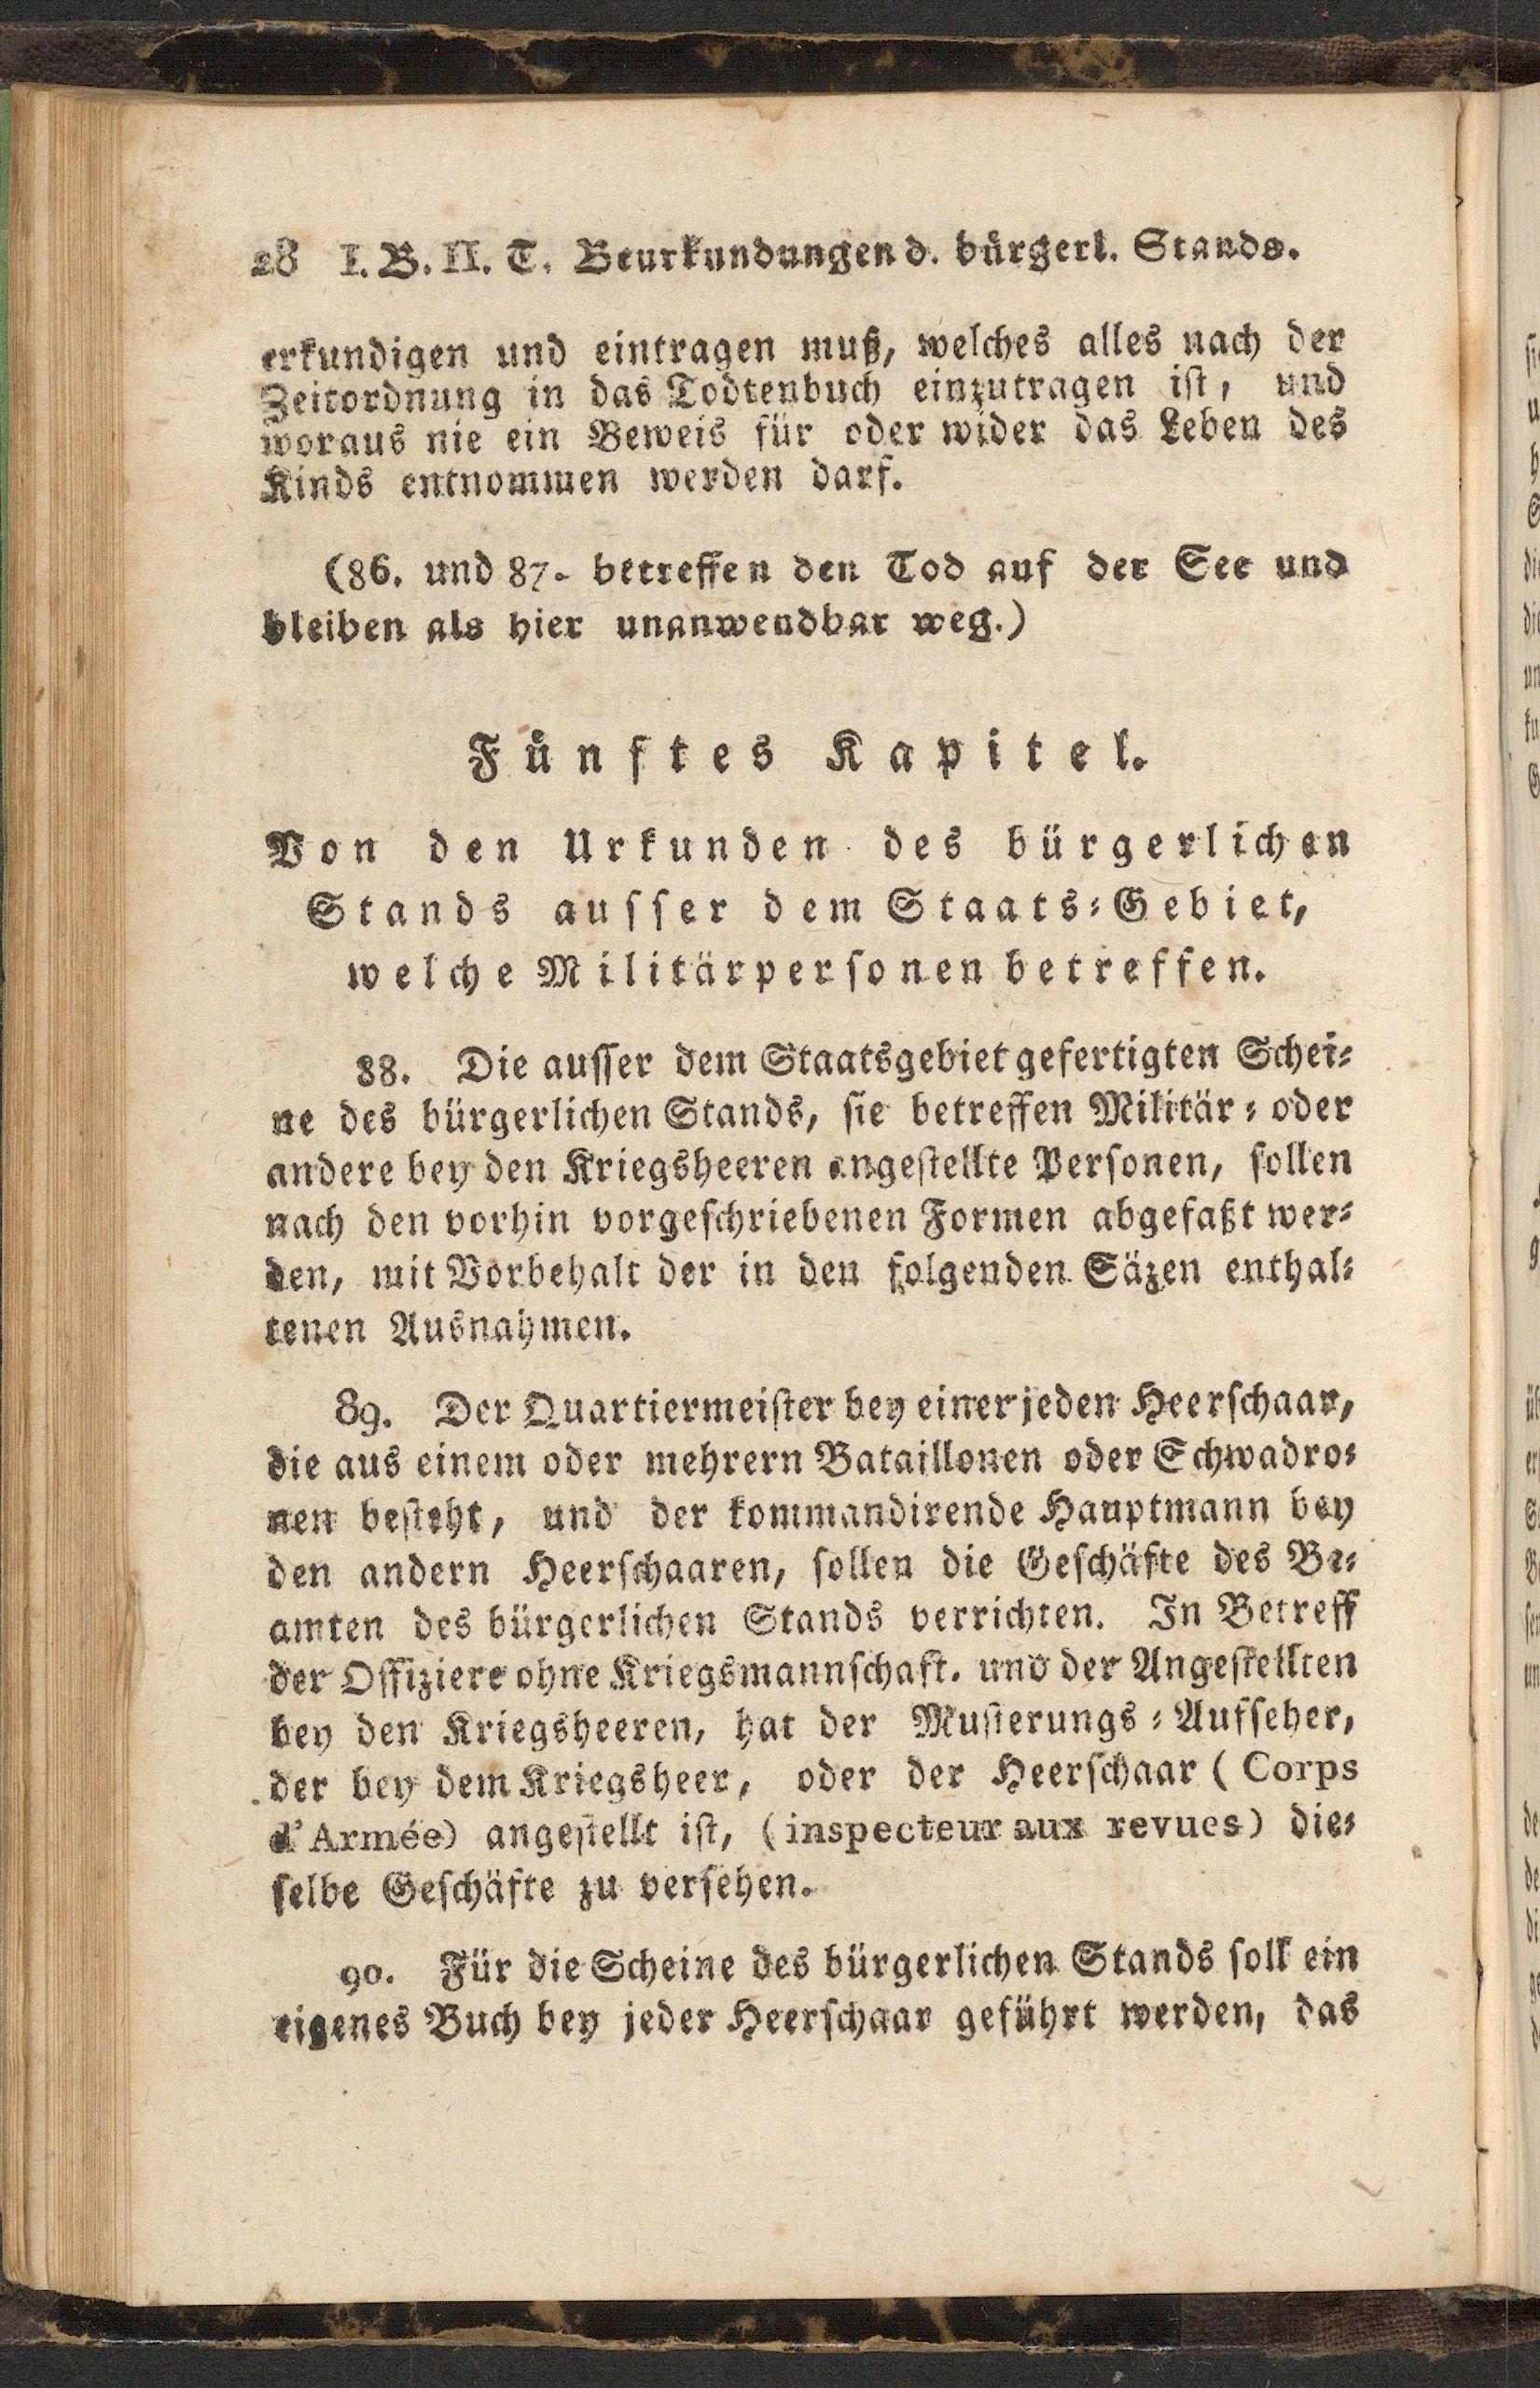 28 I. B. II. T. Beurkundungen d. bürgerl. Stands.
erkundigen und eintragen muß, welches alles nach der
Zeitordnung in das Todtenbuch einzutragen ist, und
woraus nie ein Beweis für oder wider das Leben des
Kinds entnommen werden darf.
(86. und 87. betreffen den Tod auf der See und
bleiben als hier unanwendbar weg.)
Fünftes Kapitel.
Von den Urkunden des bürgerlichen
Stands ausser dem Staats-Gebiet,
welche Militärpersonen betreffen.
88. Die ausser dem Staatsgebiet gefertigten Schei-
ne des bürgerlichen Stands, sie betreffen Militär- oder
andere bey den Kriegsheeren angestellte Personen, sollen
nach den vorhin vorgeschriebenen Formen abgefaßt wer-
den, mit Vorbehalt der in den folgenden Säzen enthal-
tenen Ausnahmen.
89. Der Quartiermeister bey einer jeden Heerschaar,
die aus einem oder mehrern Bataillonen oder Schwadro-
nen besteht, und der kommandirende Hauptmann bey
den andern Heerschaaren, sollen die Geschäfte des Be-
amten des bürgerlichen Stands verrichten. In Betreff
der Offiziere ohne Kriegsmannschaft. und der Angestellten
bey den Kriegsheeren, hat der Musterungs-Aufseher,
der bey dem Kriegsheer, oder der Heerschaar (Corps
d'Armée) angestellt ist, (inspecteur aux revues) die-
selbe Geschäfte zu versehen.
90. Für die Scheine des bürgerlichen Stands soll ein
eigenes Buch bey jeder Heerschaar geführt werden, das